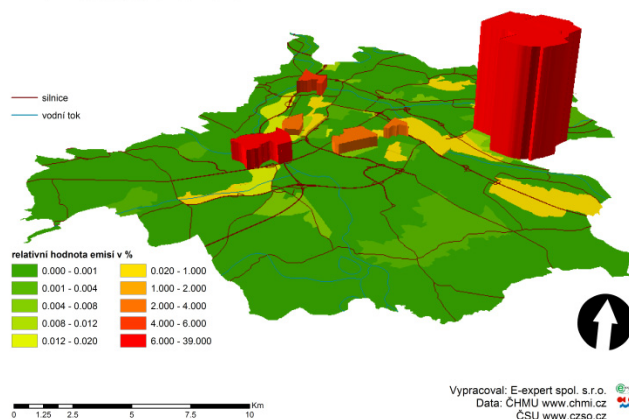 silnice
vodní tok
relativní hodnota emisí v %
0.000 - 0.001
0.001 - 0.004
0.004 - 0.008
0.008 - 0.012
0.012 - 0.020
0.020 - 1.000
1.000 - 2.000
2.000 - 4.000
4.000 - 6.000
6.000 - 39.000
Km
0 1.25 2.5 5 7.5 10
Vypracoval: E-expert spol. s.r.o.
Data: ČHMU www.chmi.cz
ČSU www.czso.cz